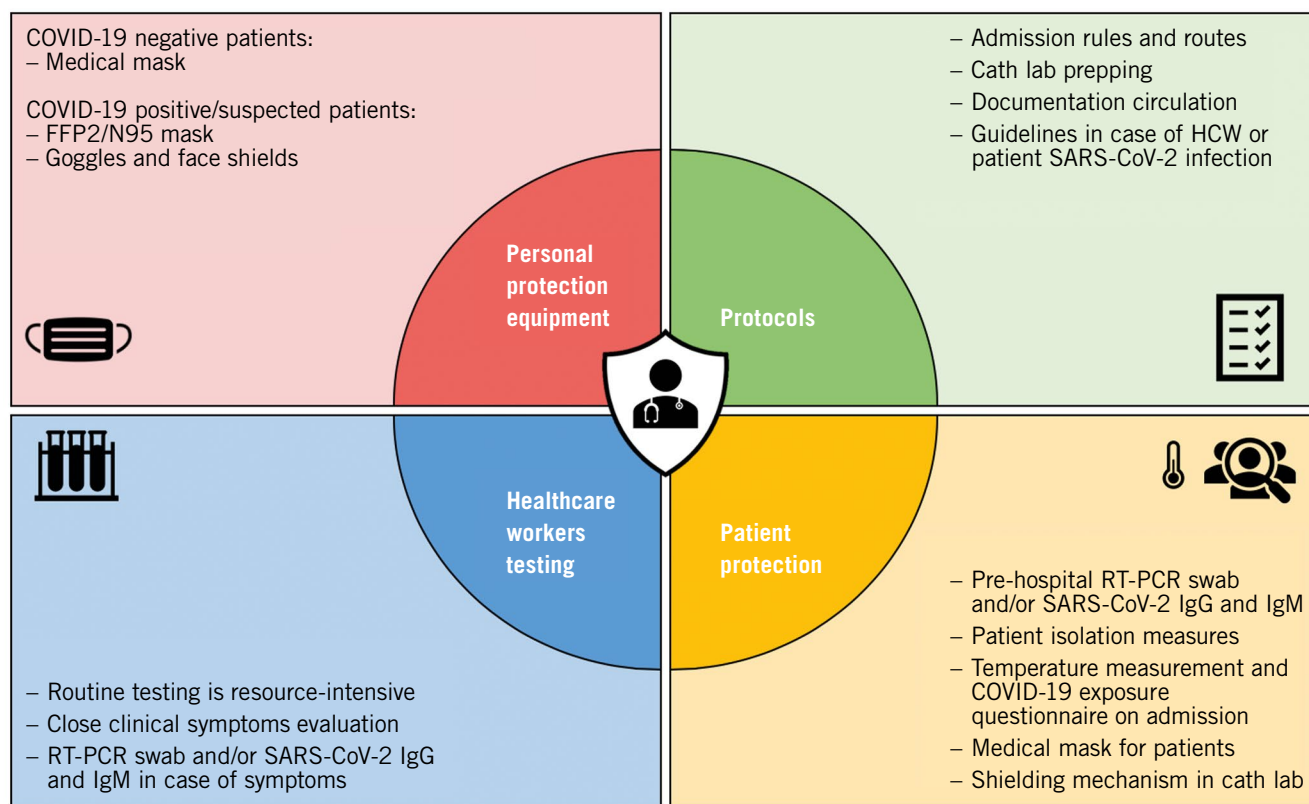 COVID-19 negative patients:
– Medical mask
COVID-19 positive/suspected patients:
– FFP2/N95 mask
– Goggles and face shields
Personal
protection
equipment
– Admission rules and routes
– Cath lab prepping
– Documentation circulation
– Guidelines in case of HCW or
patient SARS-CoV-2 infection
Protocols
Healthcare
workers
testing
– Routine testing is resource-intensive
– Close clinical symptoms evaluation
– RT-PCR swab and/or SARS-CoV-2 IgG
and IgM in case of symptoms
Patient
protection
– Pre-hospital RT-PCR swab
and/or SARS-CoV-2 IgG and IgM
– Patient isolation measures
– Temperature measurement and
COVID-19 exposure
questionnaire on admission
– Medical mask for patients
– Shielding mechanism in cath lab